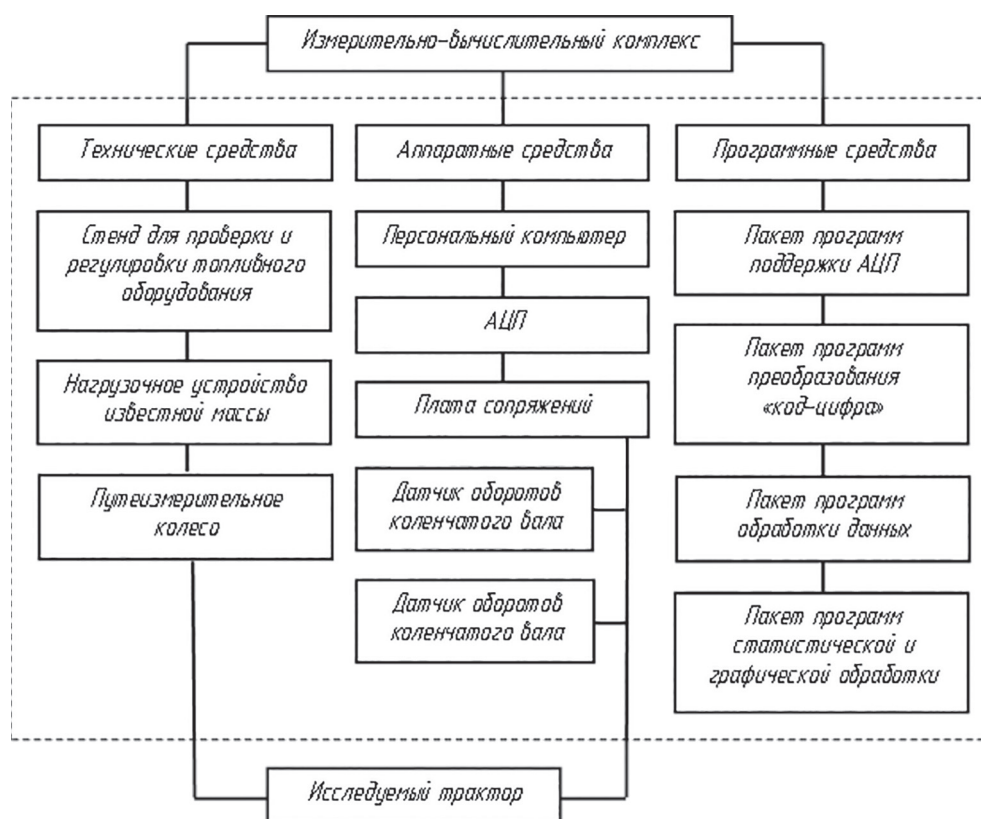 Измерительно-вычислительный комплекс
Технические средства
Стенд для проверки и
регулировки топливного
оборудования
Нагрузочное устройство
известной массы
Путеизмерительное
колесо
Аппаратные средства
Персональный компьютер
АЦП
Плата сопряжений
Датчик оборотов
коленчатого вала
Датчик оборотов
коленчатого вала
Программные средства
Пакет программ
поддержки АЦП
Пакет программ
преобразования
«код-цифра»
Пакет программ
обработки данных
Пакет программ
статистической и
графической обработки
Исследуемый трактор